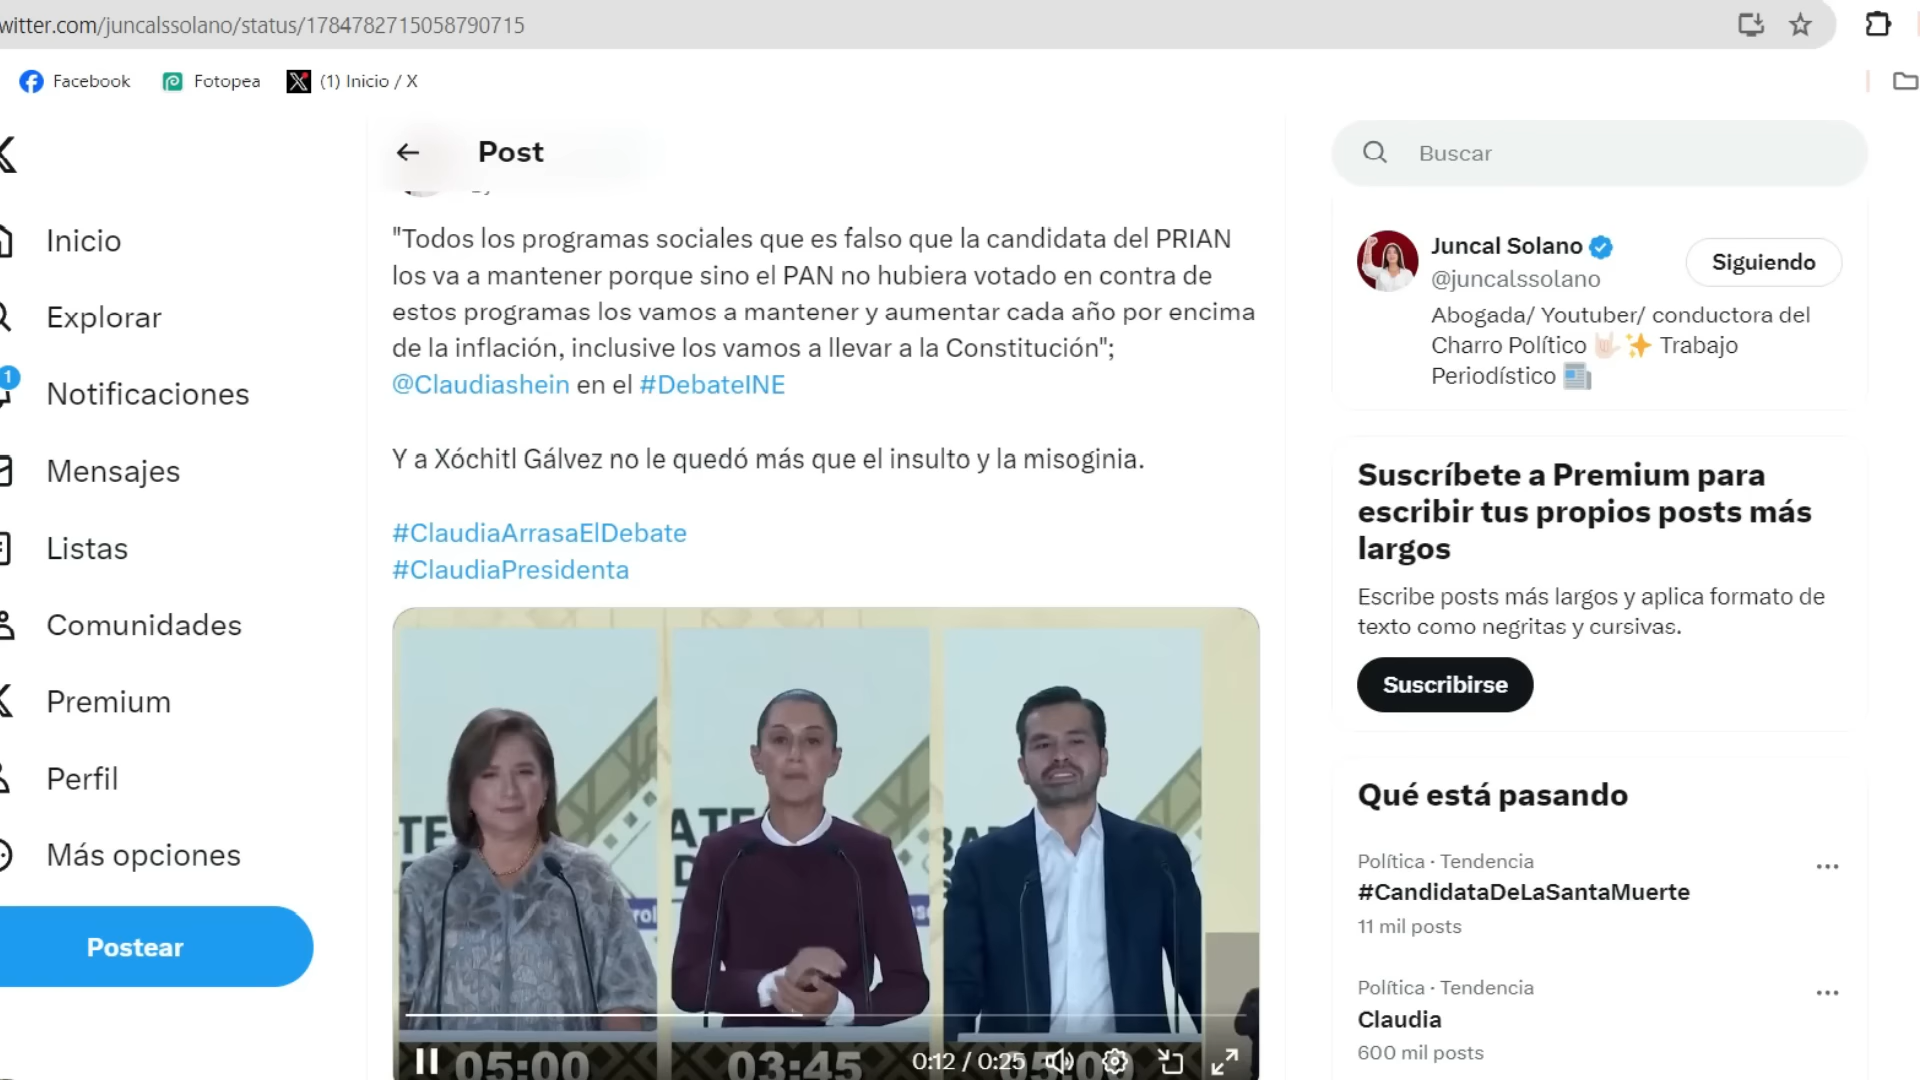 witter.com/juncalssolano/status/1784782715058790715
Facebook
Fotopea
(1) Inicio / X
Post
Buscar
Inicio
Explorar
1
Notificaciones
Mensajes
Listas
Comunidades
Premium
Perfil
Más opciones
Postear
"Todos los programas sociales que es falso que la candidata del PRIAN
los va a mantener porque sino el PAN no hubiera votado en contra de
estos programas los vamos a mantener y aumentar cada año por encima
de la inflación, inclusive los vamos a llevar a la Constitución";
@Claudiashein en el #DebateINE
Y a Xóchitl Gálvez no le quedó más que el insulto y la misoginia.
#ClaudiaArrasaElDebate
#ClaudiaPresidenta
05:00
03:45
0:12 / 0:25
Juncal Solano
@juncalssolano
Siguiendo
Abogada/ Youtuber/ conductora del
Charro Político 🤟🏻✨ Trabajo
Periodístico 📰
Suscríbete a Premium para
escribir tus propios posts más
largos
Escribe posts más largos y aplica formato de
texto como negritas y cursivas.
Suscribirse
Qué está pasando
Política · Tendencia
#CandidataDeLaSantaMuerte
11 mil posts
Política · Tendencia
Claudia
600 mil posts